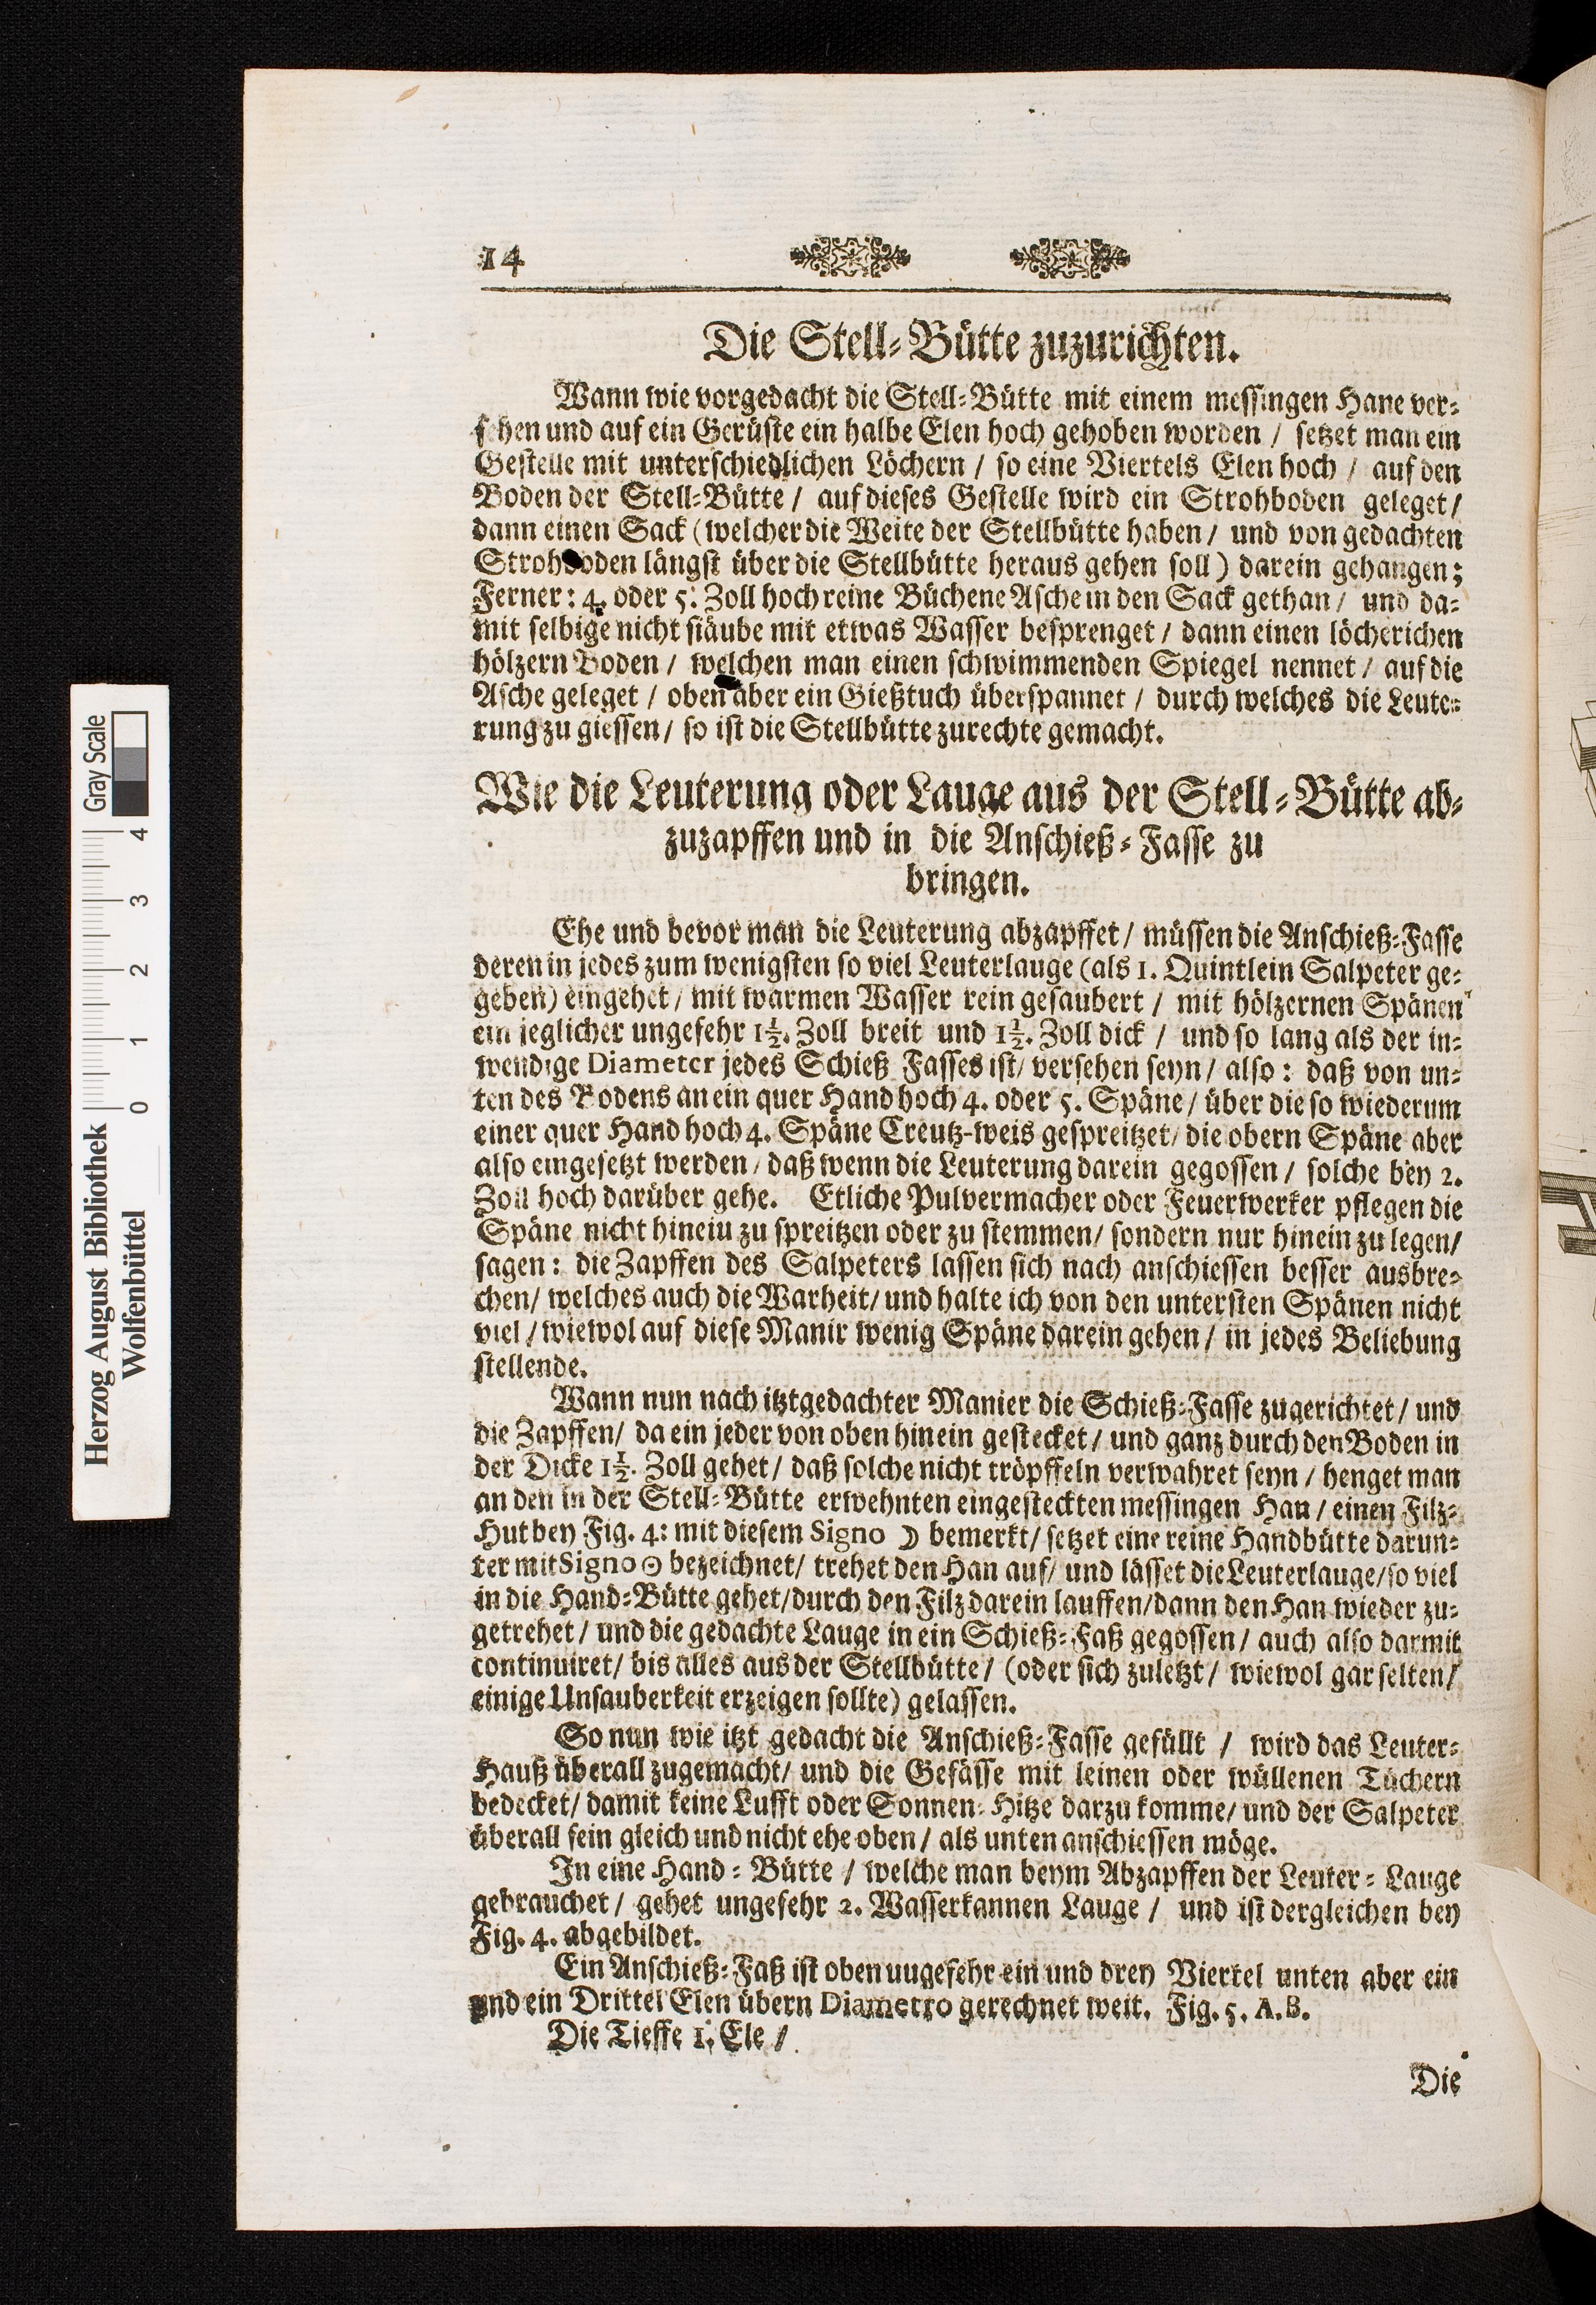 14
Die Stell-Bütte zuzurichten.
Wann wie vorgedacht die Stell-Bütte mit einem messingen Hane ver-
sehen und auf ein Gerüste ein halbe Elen hoch gehoben worden / setzet man ein
Gestelle mit unterschiedlichen Löchern / so eine Viertels Elen hoch / auf den
Boden der Stell-Bütte / auf dieses Gestelle wird ein Strohboden geleget /
dann einen Sack (welcher die Weite der Stellbütte haben / und von gedachten
Strohboden längst über die Stellbütte heraus gehen soll) darein gehangen;
Ferner: 4. oder 5. Zoll hoch reine Büchene Asche in den Sack gethan / und da-
mit selbige nicht stäube mit etwas Wasser besprenget / dann einen löcherichen
hölzern Boden / welchen man einen schwimmenden Spiegel nennet / auf die
Asche geleget / oben aber ein Gießtuch überspannet / durch welches die Leute-
rung zu giessen / so ist die Stellbütte zurechte gemacht.
Wie die Leuterung oder Lauge aus der Stell-Bütte ab-
zuzapffen und in die Anschieß-Fasse zu
bringen.
Ehe und bevor man die Leuterung abzapffet / müssen die Anschieß-Fasse
deren in jedes zum wenigsten so viel Leuterlauge (als 1. Quintlein Salpeter ge-
geben) eingehet / mit warmen Wasser rein gesaubert / mit hölzernen Spänen
ein jeglicher ungefehr 1½. Zoll breit und 1½. Zoll dick / und so lang als der in-
wendige Diameter jedes Schieß Fasses ist / versehen seyn / also: daß von un-
ten des Bodens an ein quer Hand hoch 4. oder 5. Späne / über die so wiederum
einer quer Hand hoch 4. Späne Creutz-weis gespreitzet / die obern Späne aber
also eingesetzt werden / daß wenn die Leuterung darein gegossen / solche bey 2.
Zoll hoch darüber gehe. Etliche Pulvermacher oder Feuerwerker pflegen die
Späne nicht hineiu zu spreitzen oder zu stemmen / sondern nur hinein zu legen /
sagen: die Zapffen des Salpeters lassen sich nach anschiessen besser ausbre-
chen / welches auch die Warheit / und halte ich von den untersten Spänen nicht
viel / wiewol auf diese Manir wenig Späne darein gehen / in jedes Beliebung
stellende.
Wann nun nach itztgedachter Manier die Schieß-Fasse zugerichtet / und
die Zapffen / da ein jeder von oben hinein gestecket / und ganz durch den Boden in
der Dicke 1½. Zoll gehet / daß solche nicht tröpffeln verwahret seyn / henget man
an den in der Stell-Bütte erwehnten eingesteckten messingen Han / einen Filz-
Hut bey Fig. 4: mit diesem Signo ☽ bemerkt / setzet eine reine Handbütte darun-
ter mit Signo ☉ bezeichnet / trehet den Han auf / und lässet die Leuterlauge / so viel
in die Hand-Bütte gehet / durch den Filz darein lauffen / dann den Han wieder zu-
getrehet / und die gedachte Lauge in ein Schieß-Faß gegossen / auch also darmit
continuiret / bis alles aus der Stellbütte / (oder sich zuletzt / wiewol gar selten /
einige Unsauberkeit erzeigen sollte) gelassen.
So nun wie itzt gedacht die Anschieß-Fasse gefüllt / wird das Leuter-
Hauß überall zugemacht / und die Gefässe mit leinen oder wüllenen Tüchern
bedecket / damit keine Lufft oder Sonnen-Hitze darzu komme / und der Salpeter
überall fein gleich und nicht ehe oben / als unten anschiessen möge.
In eine Hand-Bütte / welche man beym Abzapffen der Leuter-Lauge
gebrauchet / gehet ungefehr 2. Wasserkannen Lauge / und ist dergleichen bey
Fig. 4. abgebildet.
Ein Anschieß-Faß ist oben uugefehr ein und drey Viertel unten aber ein
und ein Drittel Elen übern Diametro gerechnet weit. Fig. 5. A. B.
Die Tieffe 1. Ele /
Die
Herzog August Bibliothek
Wolfenbüttel
0 1 2 3 4
Gray Scale